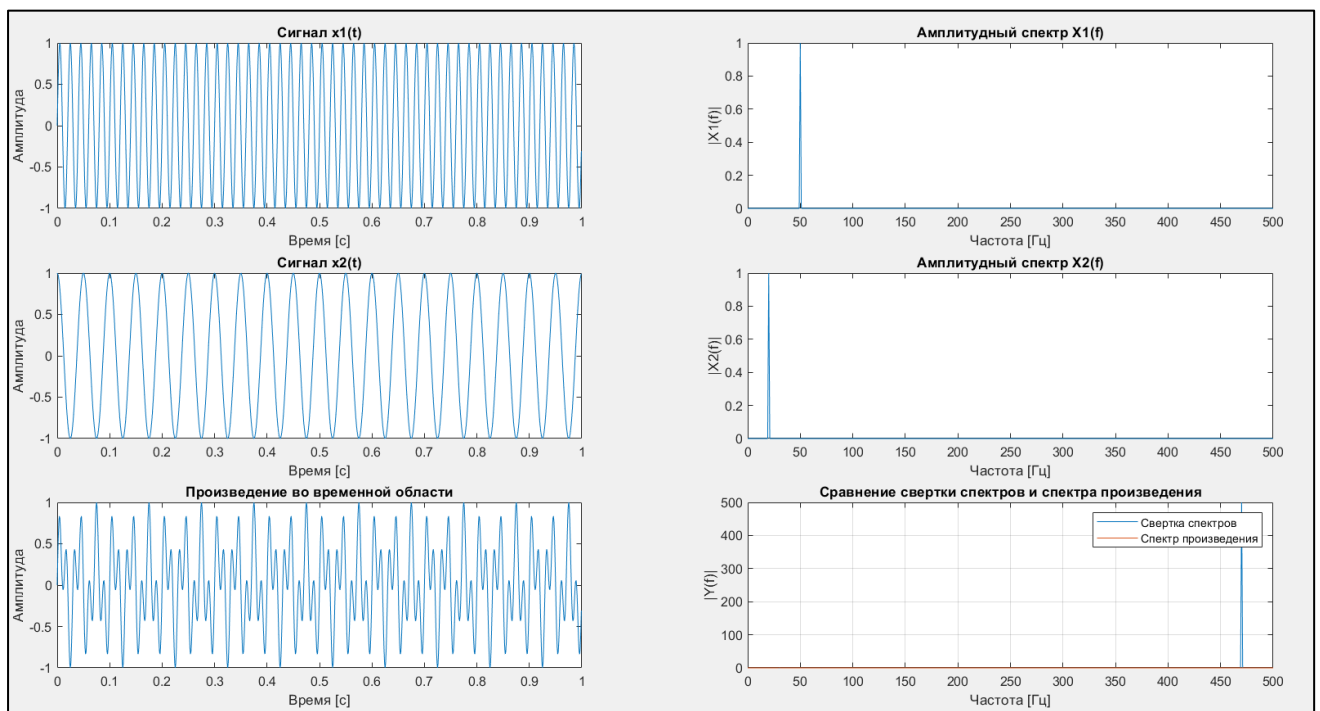 Сигнал x1(t)
Амплитуда
1
0.5
0
-0.5
-1
0 0.1 0.2 0.3 0.4 0.5 0.6 0.7 0.8 0.9 1
Время [с]
Амплитудный спектр X1(f)
|X1(f)|
1
0.8
0.6
0.4
0.2
0
0 50 100 150 200 250 300 350 400 450 500
Частота [Гц]
Сигнал x2(t)
Амплитуда
1
0.5
0
-0.5
-1
0 0.1 0.2 0.3 0.4 0.5 0.6 0.7 0.8 0.9 1
Время [с]
Амплитудный спектр X2(f)
|X2(f)|
1
0.8
0.6
0.4
0.2
0
0 50 100 150 200 250 300 350 400 450 500
Частота [Гц]
Произведение во временной области
Амплитуда
1
0.5
0
-0.5
-1
0 0.1 0.2 0.3 0.4 0.5 0.6 0.7 0.8 0.9 1
Время [с]
Сравнение свертки спектров и спектра произведения
|Y(f)|
500
400
300
200
100
0
Свертка спектров
Спектр произведения
0 50 100 150 200 250 300 350 400 450 500
Частота [Гц]